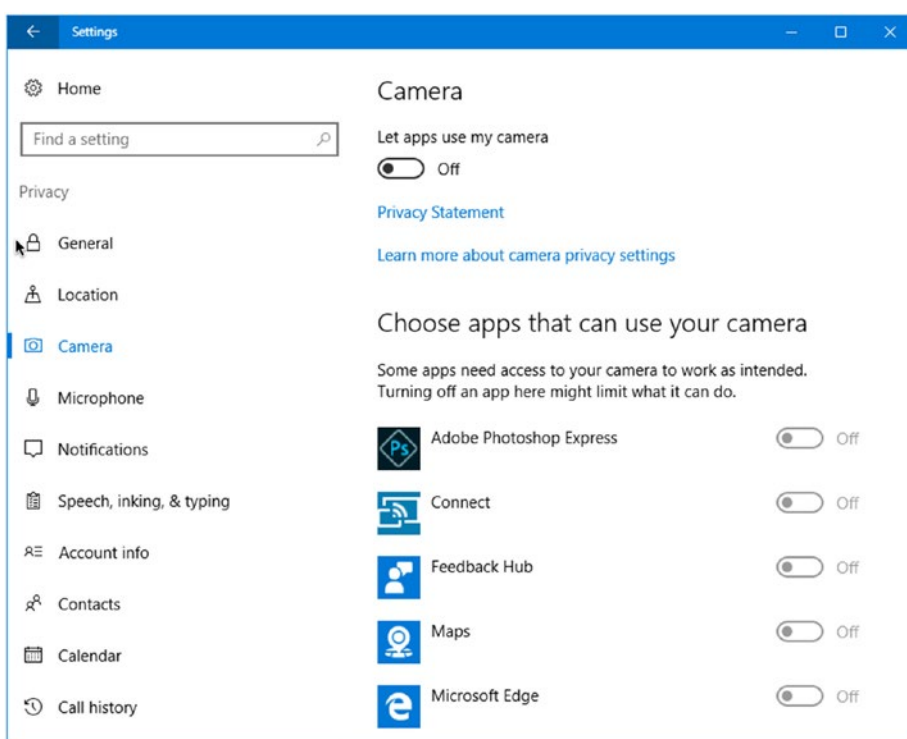 Settings
Home
Find a setting
Privacy
General
Location
Camera
Microphone
Notifications
Speech, inking, & typing
Account info
Contacts
Calendar
Call history
Camera
Let apps use my camera
Off
Privacy Statement
Learn more about camera privacy settings
Choose apps that can use your camera
Some apps need access to your camera to work as intended.
Turning off an app here might limit what it can do.
Ps Adobe Photoshop Express Off
Connect Off
Feedback Hub Off
Maps Off
Microsoft Edge Off